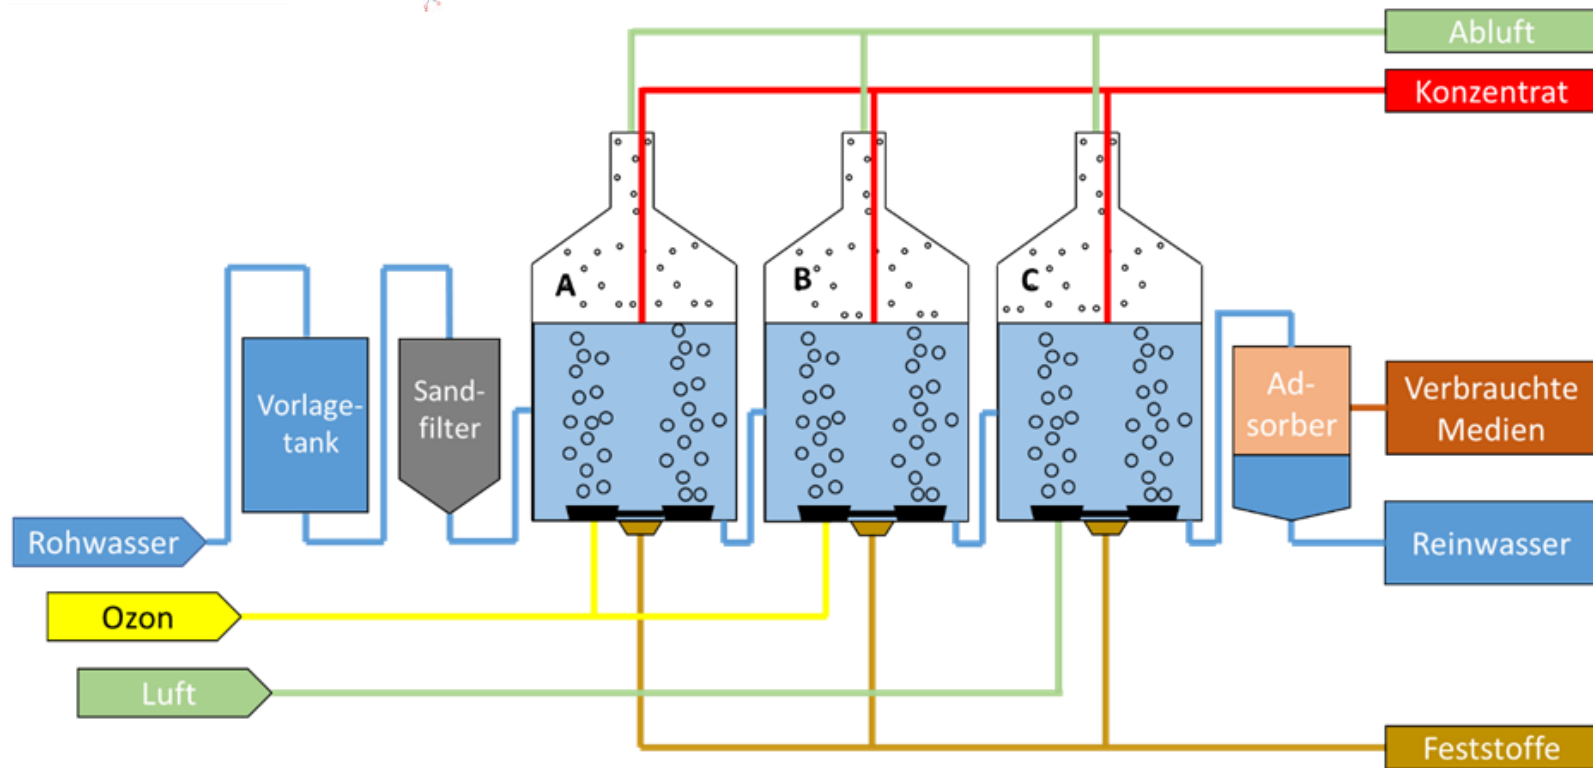 Abluft
Konzentrat
A
B
C
Vorlage-
tank
Sand-
filter
Ad-
sorber
Verbrauchte
Medien
Rohwasser
Reinwasser
Ozon
Luft
Feststoffe